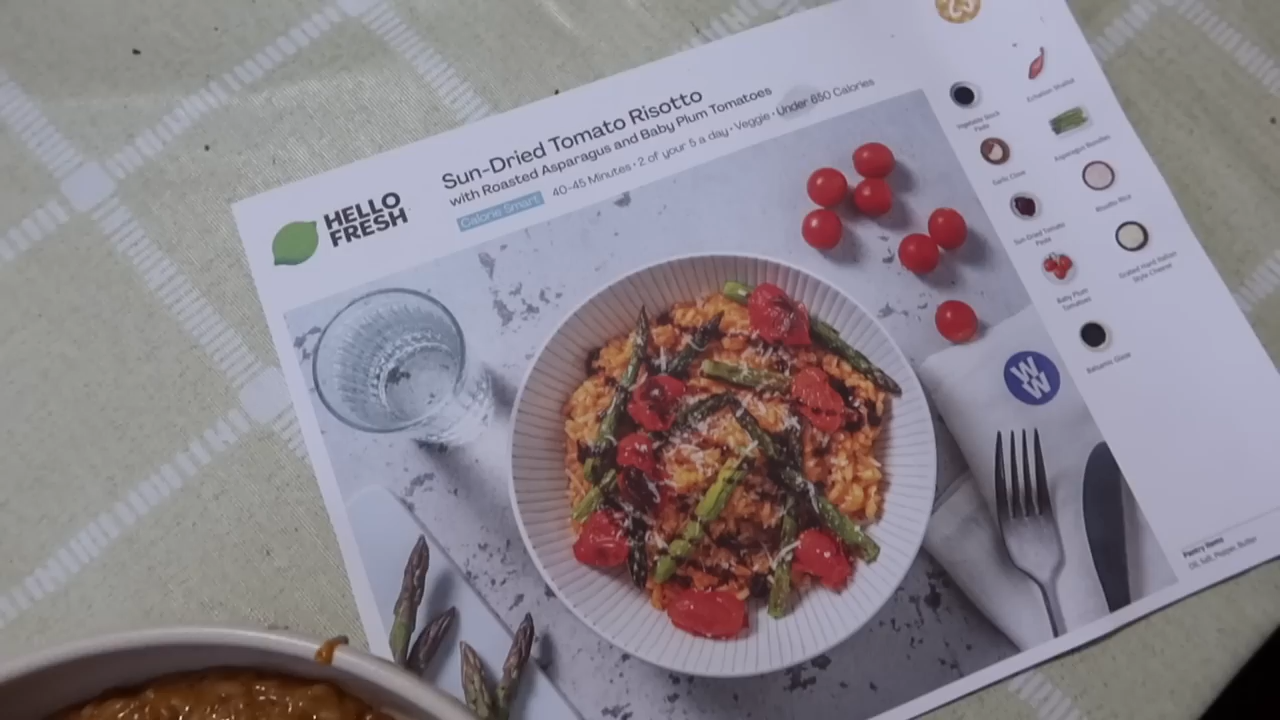 HELLO
FRESH
Sun-Dried Tomato Risotto
with Roasted Asparagus and Baby Plum Tomatoes
Calorie Smart 40-45 Minutes • 2 of your 5 a day • Veggie • Under 650 Calories
Echalion Shallot
Vegetable Stock
Paste
Asparagus Bundles
Garlic Clove
Risotto Rice
Sun-Dried Tomato
Paste
Grated Hard Italian
Style Cheese
Baby Plum
Tomatoes
Balsamic Glaze
WW
Pantry Items
Oil, Salt, Pepper, Butter